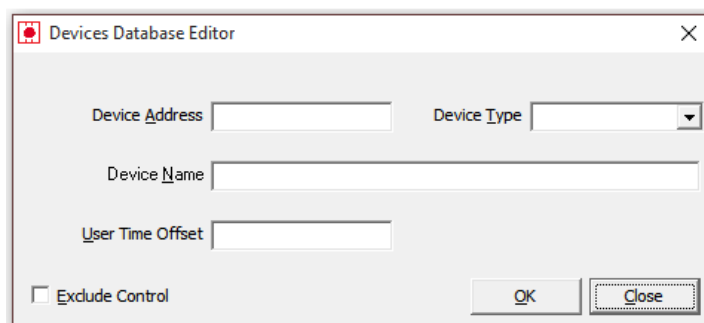 Devices Database Editor
Device Address Device Type
Device Name
User Time Offset
Exclude Control OK Close